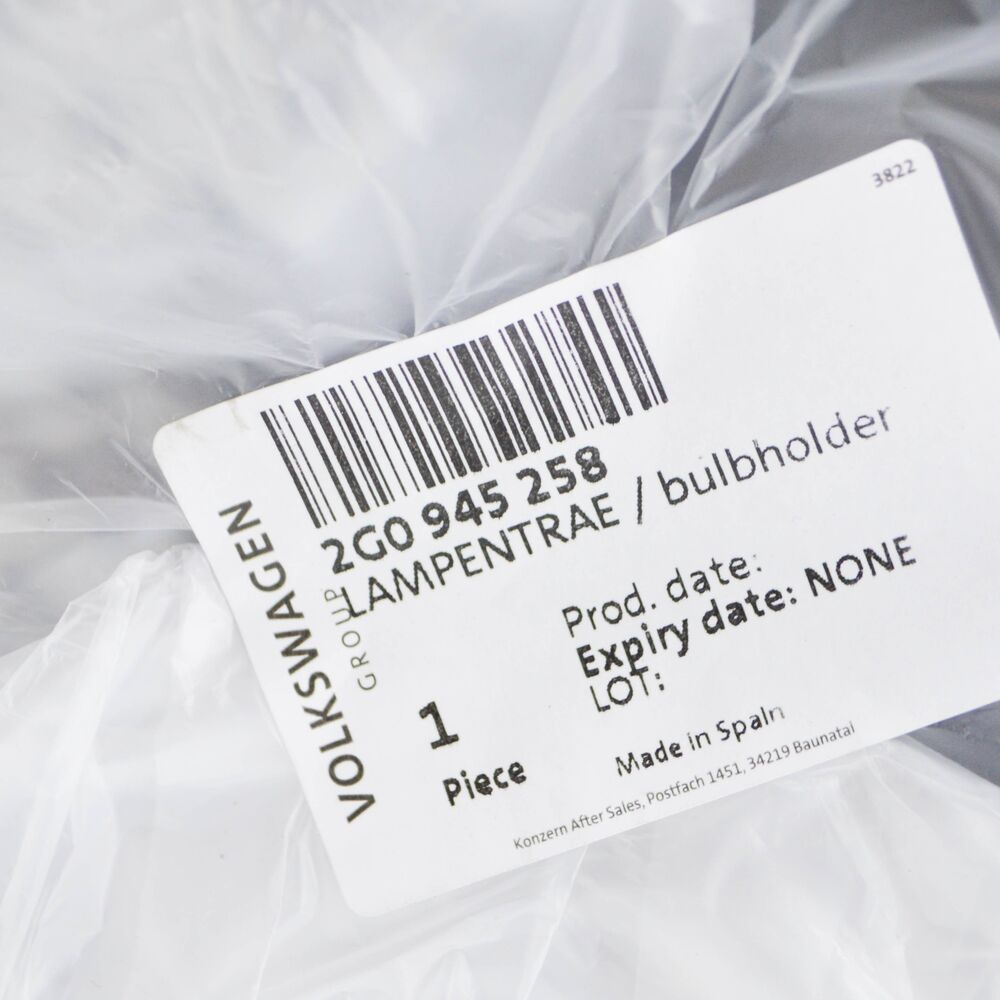 3822
2G0 945 258
LAMPENTRAE / bulbholder
VOLKSWAGEN
GROUP
Prod. date:
Expiry date: NONE
LOT:
1
Piece
Made in Spain
Konzern After Sales, Postfach 1451, 34219 Baunatal